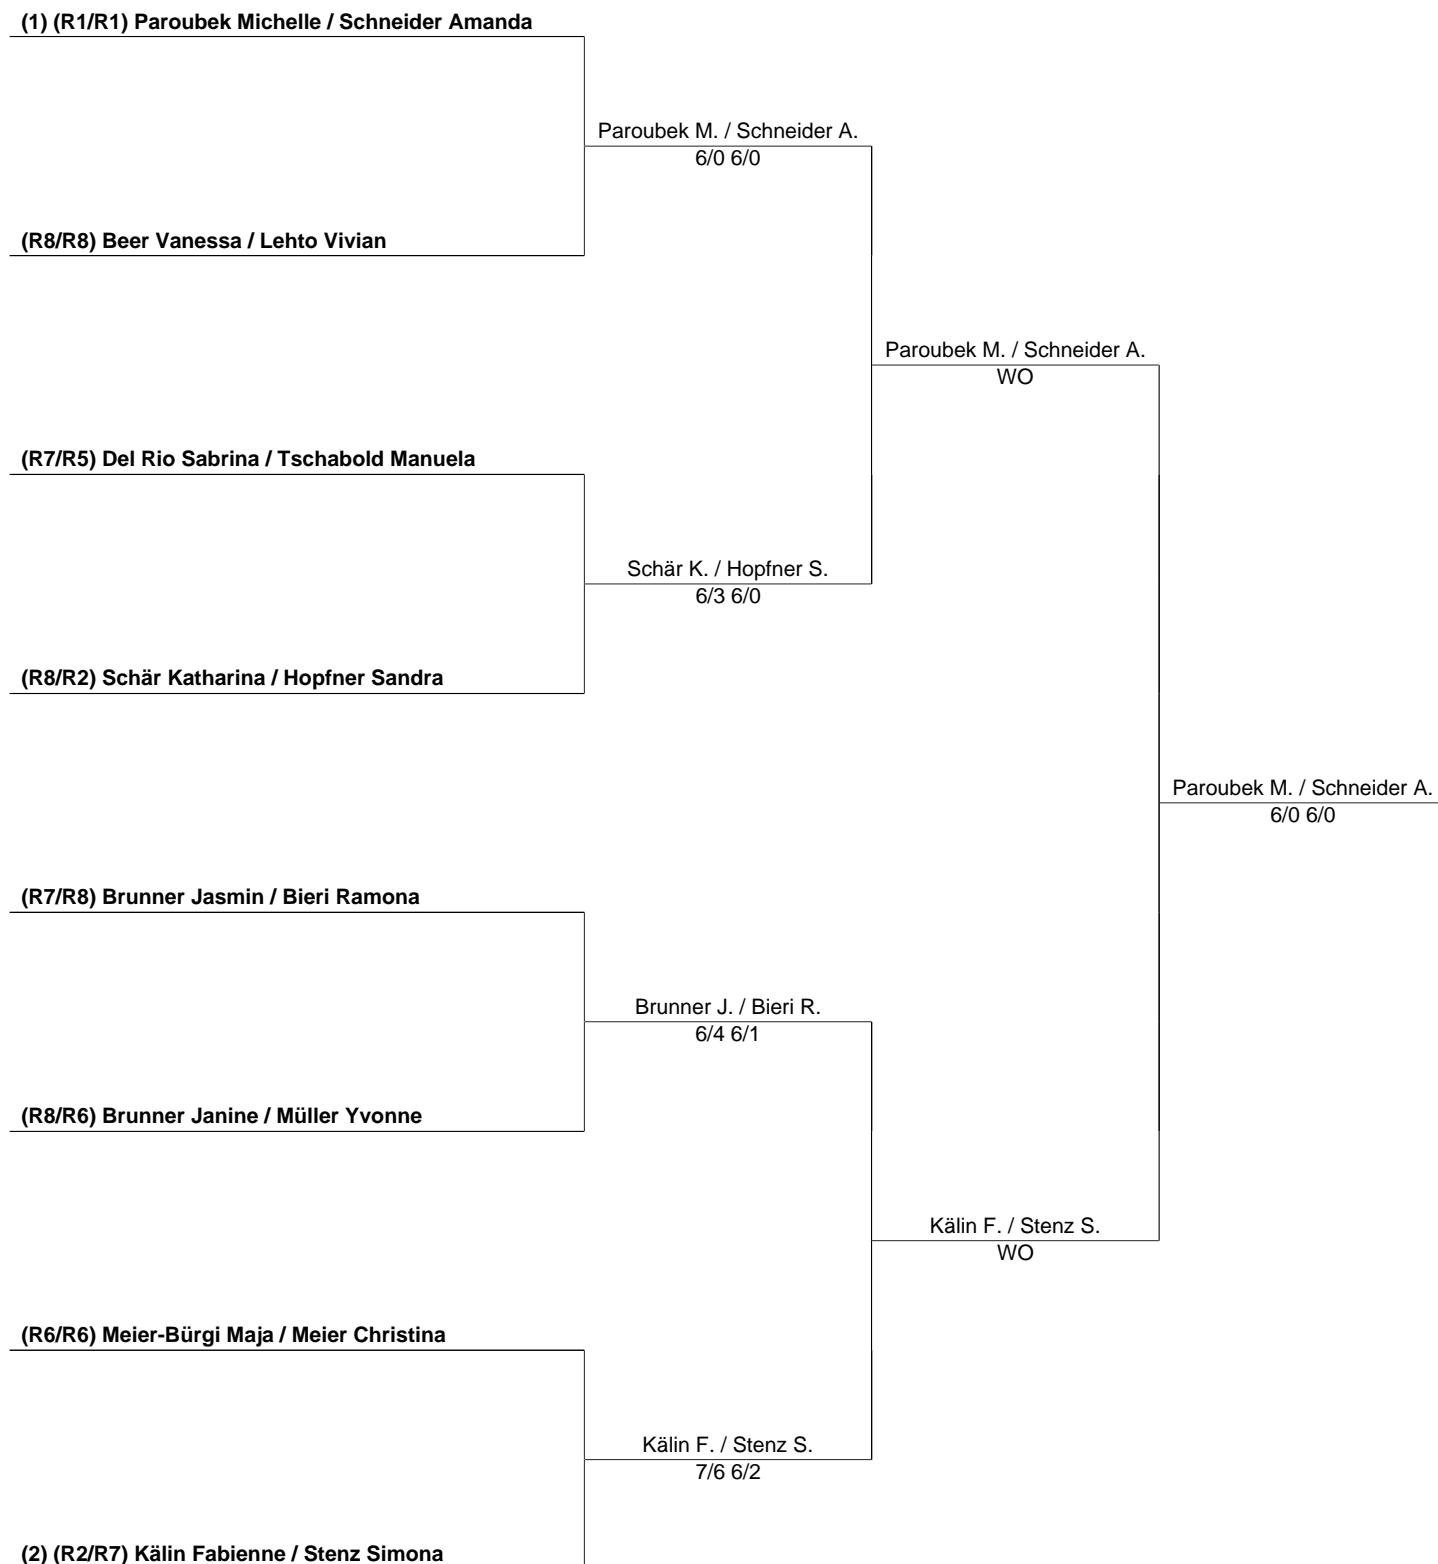 (1) (R1/R1) Paroubek Michelle / Schneider Amanda
Paroubek M. / Schneider A.
6/0 6/0
(R8/R8) Beer Vanessa / Lehto Vivian
Paroubek M. / Schneider A.
WO
(R7/R5) Del Rio Sabrina / Tschabold Manuela
Schär K. / Hopfner S.
6/3 6/0
(R8/R2) Schär Katharina / Hopfner Sandra
Paroubek M. / Schneider A.
6/0 6/0
(R7/R8) Brunner Jasmin / Bieri Ramona
Brunner J. / Bieri R.
6/4 6/1
(R8/R6) Brunner Janine / Müller Yvonne
Kälin F. / Stenz S.
WO
(R6/R6) Meier-Bürgi Maja / Meier Christina
Kälin F. / Stenz S.
7/6 6/2
(2) (R2/R7) Kälin Fabienne / Stenz Simona